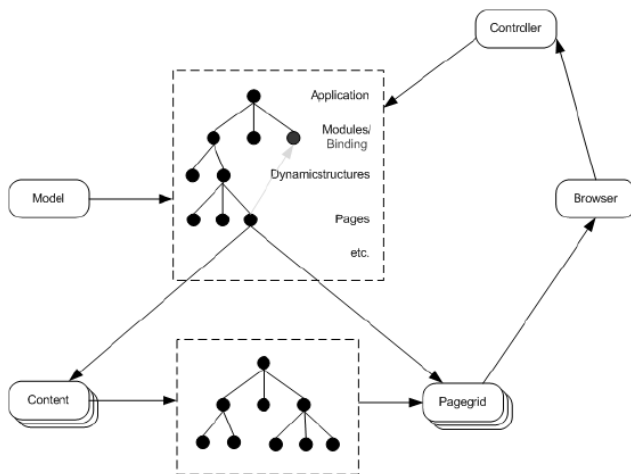 Controller
Application
Modules/
Binding
Dynamicstructures
Model
Browser
Pages
etc.
Content
Pagegrid